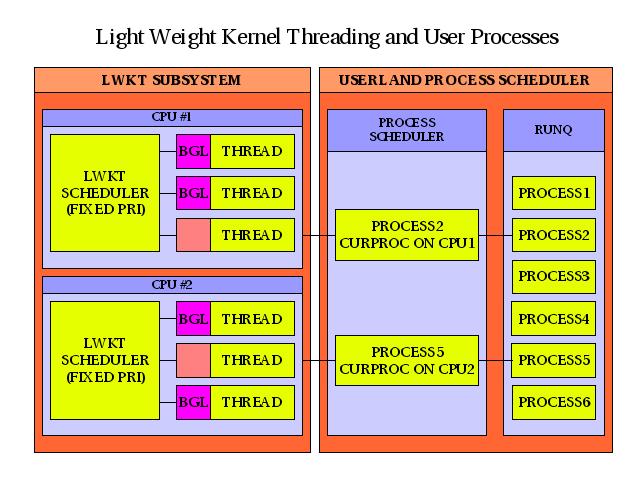 Light Weight Kernel Threading and User Processes
LWKT SUBSYSTEM
CPU #1
LWKT
SCHEDULER
(FIXED PRI)
BGL THREAD
BGL THREAD
THREAD
CPU #2
LWKT
SCHEDULER
(FIXED PRI)
BGL THREAD
THREAD
BGL THREAD
USERLAND PROCESS SCHEDULER
PROCESS
SCHEDULER
PROCESS2
CURPROC ON CPU1
PROCESS5
CURPROC ON CPU2
RUNQ
PROCESS1
PROCESS2
PROCESS3
PROCESS4
PROCESS5
PROCESS6